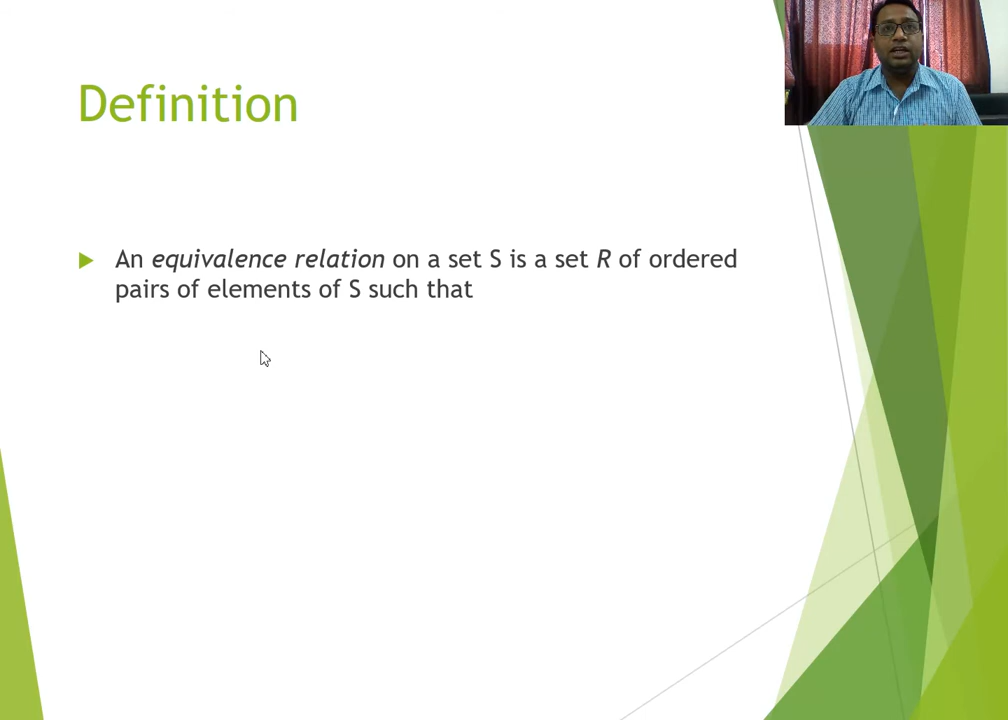 Definition
An equivalence relation on a set S is a set R of ordered
pairs of elements of S such that